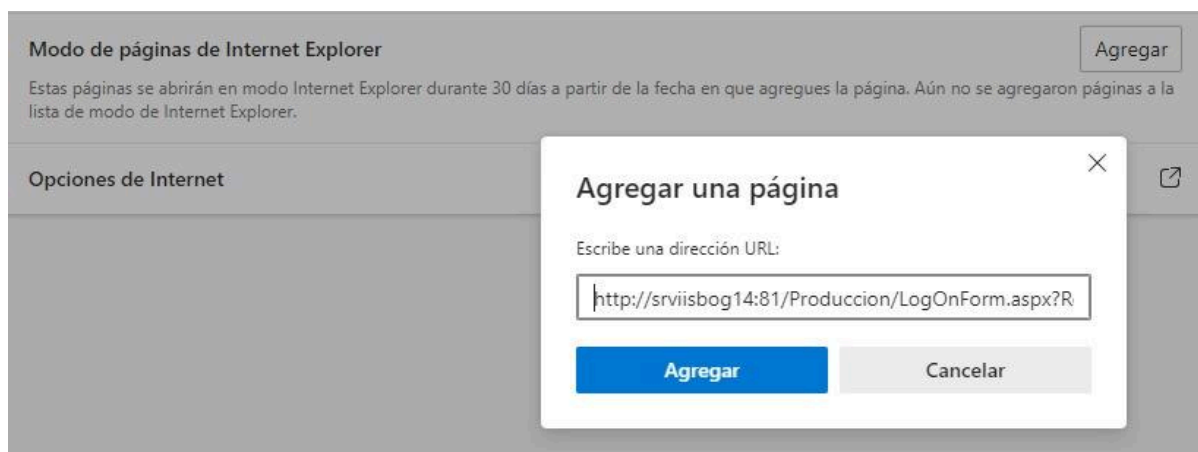 Modo de páginas de Internet Explorer
Agregar
Estas páginas se abrirán en modo Internet Explorer durante 30 días a partir de la fecha en que agregues la página. Aún no se agregaron páginas a la
lista de modo de Internet Explorer.
Opciones de Internet
Agregar una página
Escribe una dirección URL:
http://srviisbog14:81/Produccion/LogOnForm.aspx?R
Agregar
Cancelar